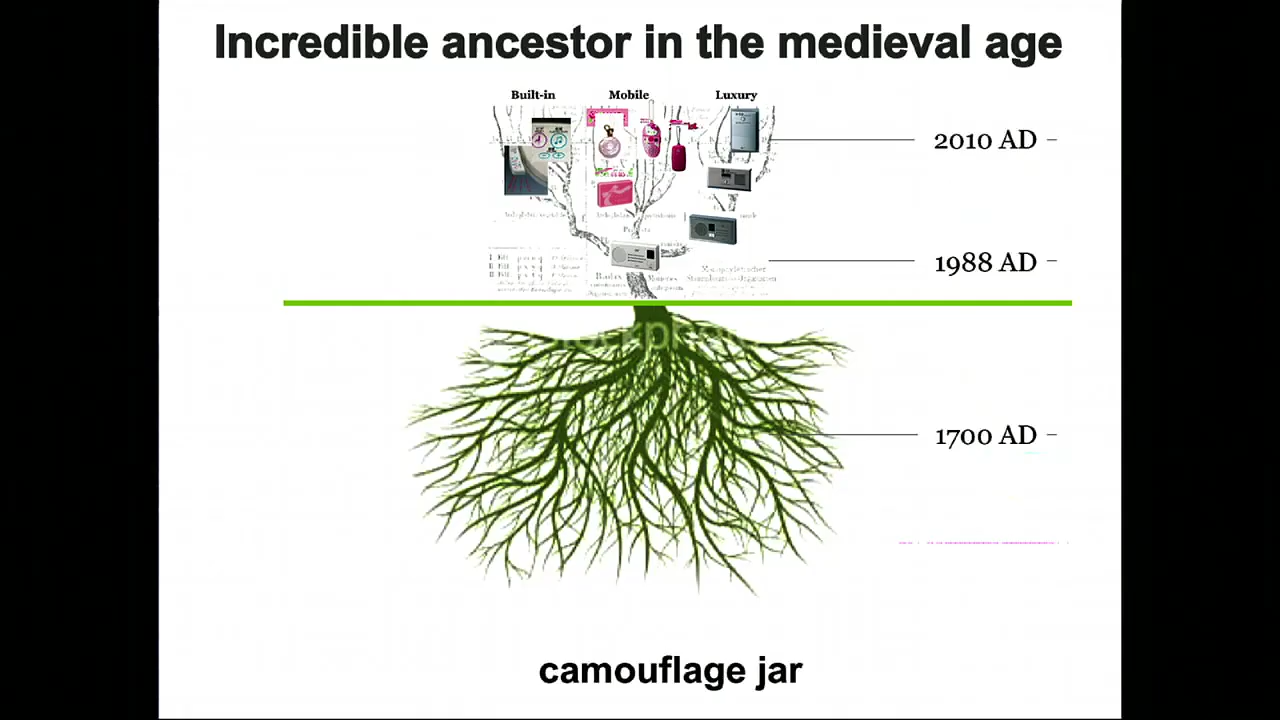 Incredible ancestor in the medieval age
Built-in
Mobile
Luxury
2010 AD
1988 AD
1700 AD
camouflage jar